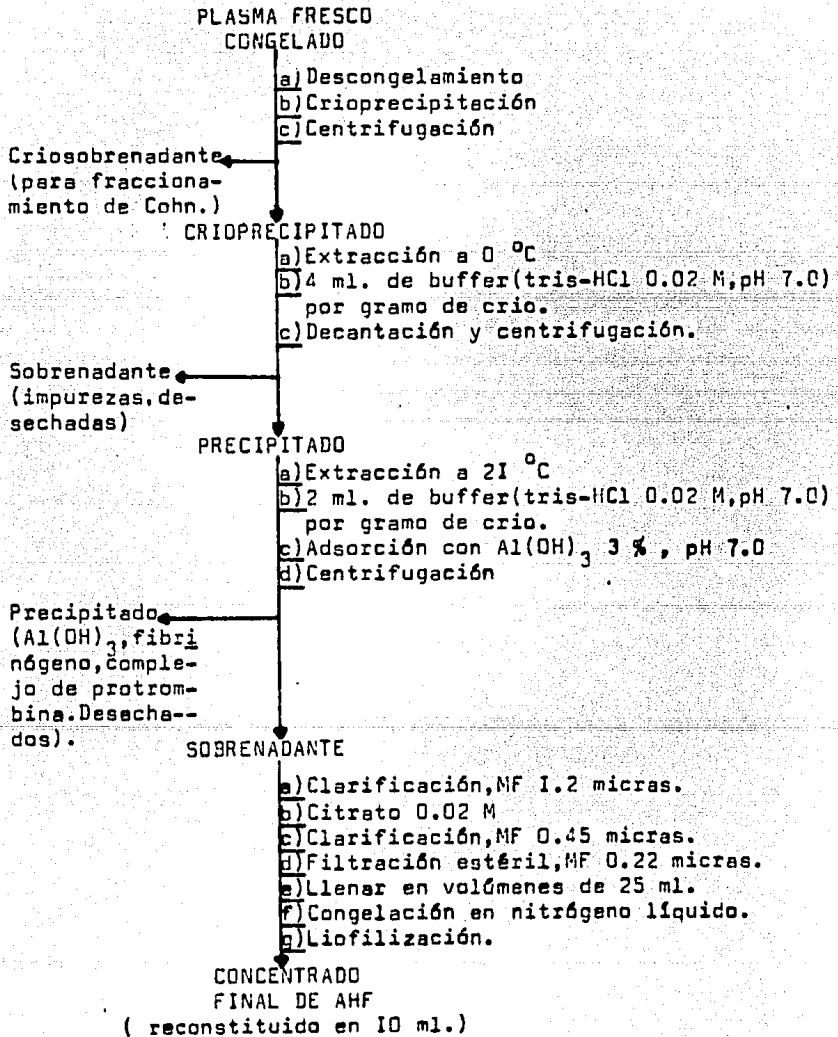 PLASMA FRESCO
CONGELADO
a)Descongelamiento
b)Crioprecipitación
c)Centrifugación
Criosobrenadante
(para fracciona-
miento de Cohn.)
CRIOPRECIPITADO
a)Extracción a 0 °C
b)4 ml. de buffer(tris-HCl 0.02 M,pH 7.0)
por gramo de crio.
c)Decantación y centrifugación.
Sobrenadante
(impurezas,de-
sechadas)
PRECIPITADO
a)Extracción a 2I °C
b)2 ml. de buffer(tris-HCl 0.02 M,pH 7.0)
por gramo de crio.
c)Adsorción con Al(OH)₃ 3 % , pH 7.0
d)Centrifugación
Precipitado
(Al(OH)₃,fibri
nógeno,comple-
jo de protrom-
bina.Desecha--
dos).
SOBRENADANTE
a)Clarificación,MF I.2 micras.
b)Citrato 0.02 M
c)Clarificación,MF 0.45 micras.
d)Filtración estéril,MF 0.22 micras.
e)Llenar en volúmenes de 25 ml.
f)Congelación en nitrógeno líquido.
g)Liofilización.
CONCENTRADO
FINAL DE AHF
( reconstituido en IO ml.)